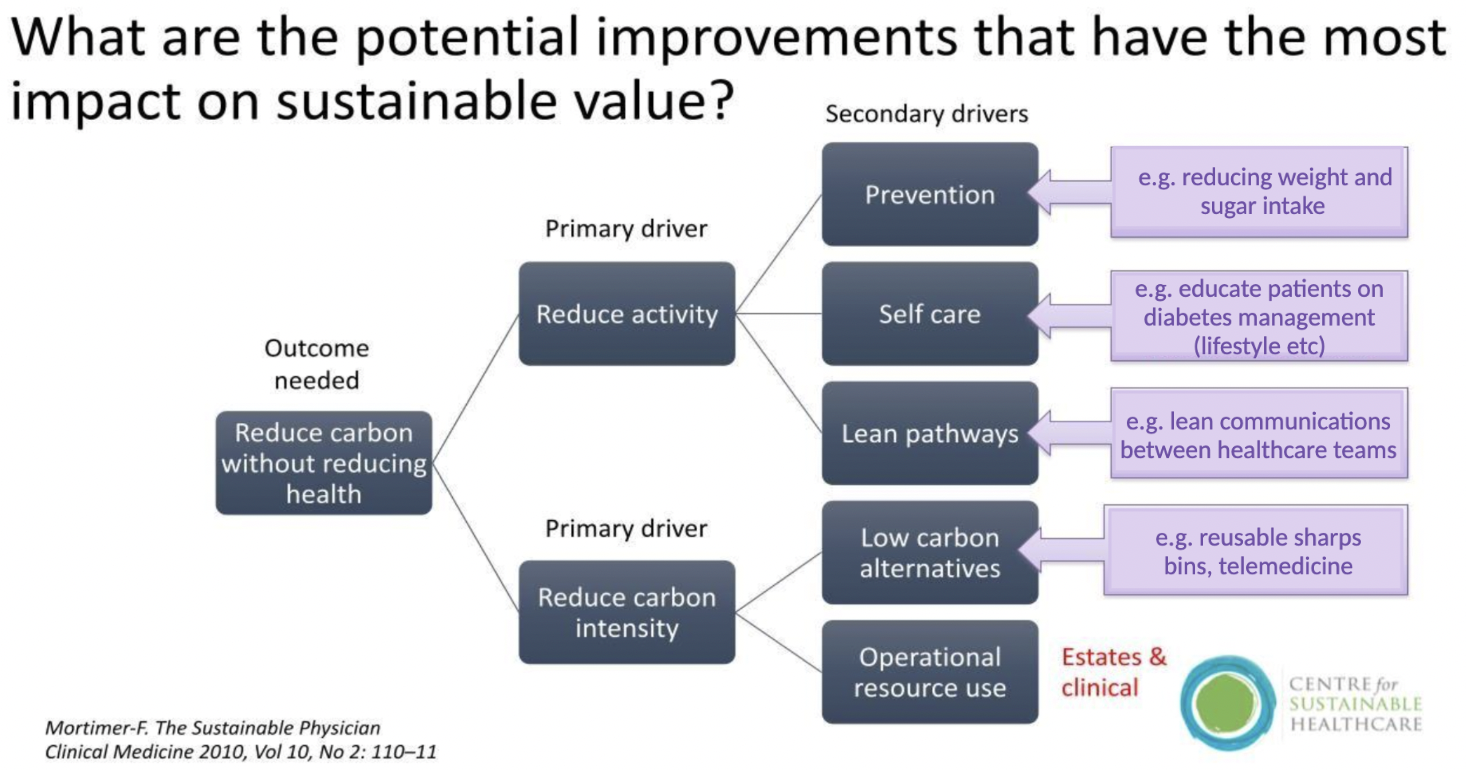 What are the potential improvements that have the most
impact on sustainable value?
Secondary drivers
Prevention
e.g. reducing weight and
sugar intake
Primary driver
Reduce activity
Self care
e.g. educate patients on
diabetes management
(lifestyle etc)
Outcome
needed
Reduce carbon
without reducing
health
Lean pathways
e.g. lean communications
between healthcare teams
Primary driver
Reduce carbon
intensity
Low carbon
alternatives
e.g. reusable sharps
bins, telemedicine
Operational
resource use
Estates &
clinical
CENTRE for
SUSTAINABLE
HEALTHCARE
Mortimer-F. The Sustainable Physician
Clinical Medicine 2010, Vol 10, No 2: 110–11